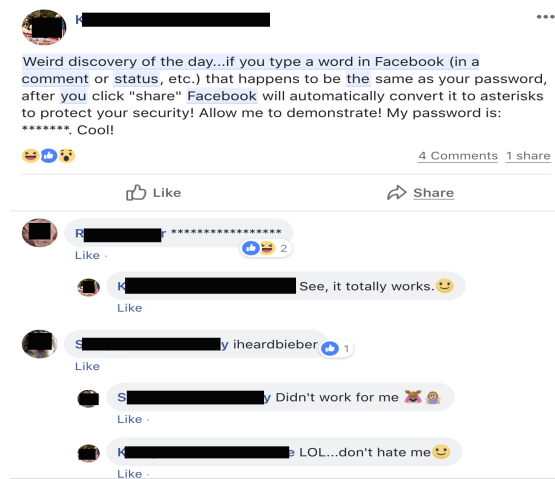 K
Weird discovery of the day...if you type a word in Facebook (in a
comment or status, etc.) that happens to be the same as your password,
after you click "share" Facebook will automatically convert it to asterisks
to protect your security! Allow me to demonstrate! My password is:
*******. Cool!
4 Comments 1 share
Like Share
R r *****************
2
Like ·
K See, it totally works.
Like
S y iheardbieber
1
Like
S y Didn't work for me
Like ·
K e LOL...don't hate me
Like ·